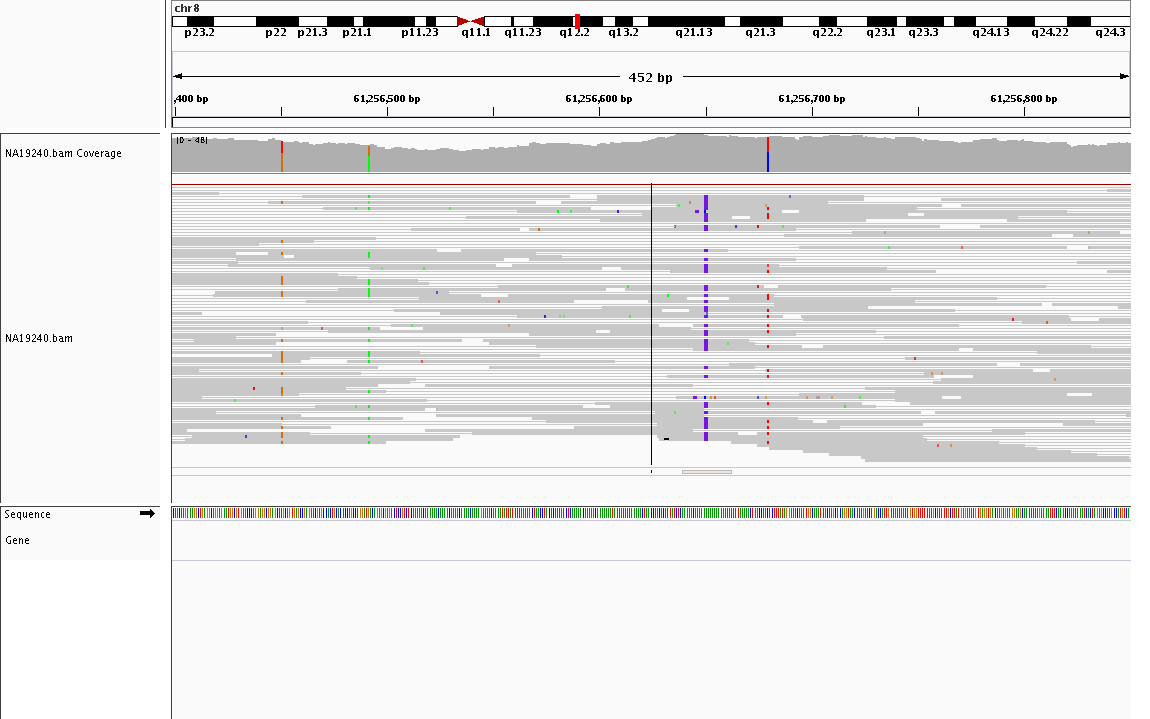 chr8
p23.2 p22 p21.3 p21.1 p11.23 q11.1 q11.23 q12.2 q13.2 q21.13 q21.3 q22.2 q23.1 q23.3 q24.13 q24.22 q24.3
452 bp
,400 bp 61,256,500 bp 61,256,600 bp 61,256,700 bp 61,256,800 bp
[0 - 48]
NA19240.bam Coverage
NA19240.bam
Sequence
Gene